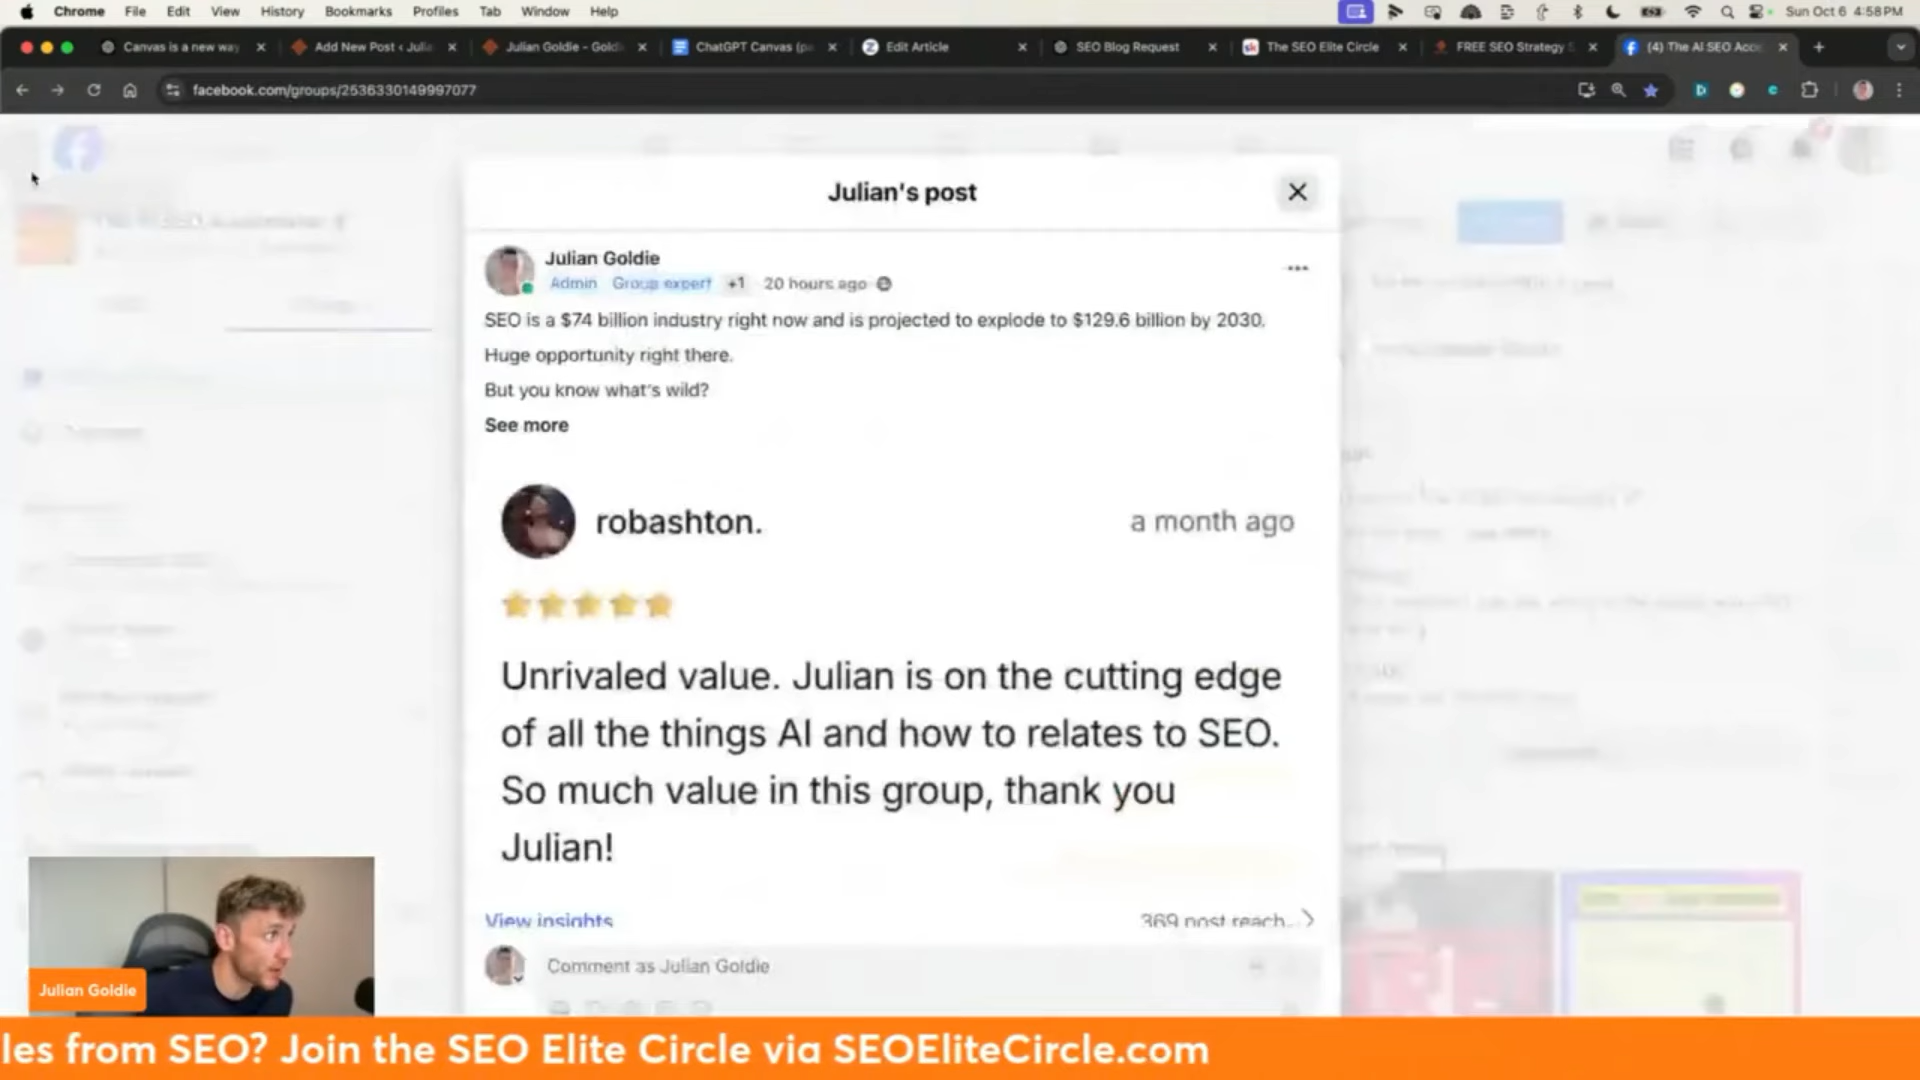 Chrome File Edit View History Bookmarks Profiles Tab Window Help Sun Oct 6 4:58 PM
Canvas is a new way Add New Post ‹ Julia Julian Goldie - Goldi ChatGPT Canvas (pa Edit Article SEO Blog Request The SEO Elite Circle FREE SEO Strategy S (4) The AI SEO Acce
facebook.com/groups/2536330149997077
Julian's post
Julian Goldie
Admin Group expert +1 20 hours ago
SEO is a $74 billion industry right now and is projected to explode to $129.6 billion by 2030.
Huge opportunity right there.
But you know what's wild?
See more
robashton. a month ago
Unrivaled value. Julian is on the cutting edge
of all the things AI and how to relates to SEO.
So much value in this group, thank you
Julian!
View insights 369 post reach
Comment as Julian Goldie
Julian Goldie
les from SEO? Join the SEO Elite Circle via SEOEliteCircle.com